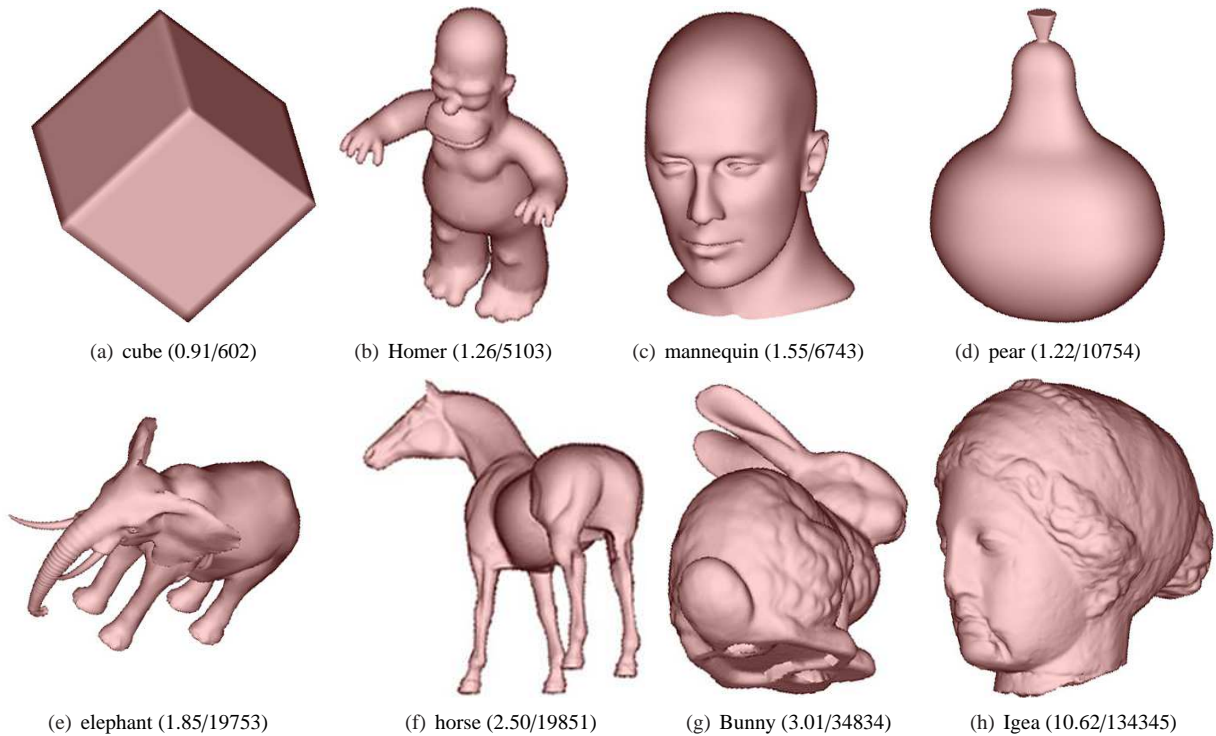 (a) cube (0.91/602)
(b) Homer (1.26/5103)
(c) mannequin (1.55/6743)
(d) pear (1.22/10754)
(e) elephant (1.85/19753)
(f) horse (2.50/19851)
(g) Bunny (3.01/34834)
(h) Igea (10.62/134345)